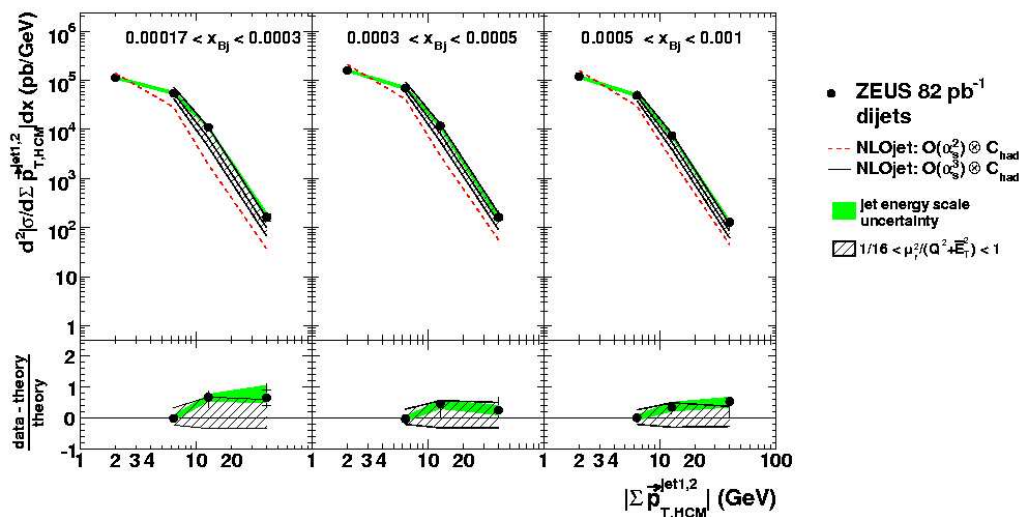 0.00017 < x_Bj < 0.0003
0.0003 < x_Bj < 0.0005
0.0005 < x_Bj < 0.001
d²σ/dΣ p⃗_T,HCM^jet1,2|dx (pb/GeV)
10⁶
10⁵
10⁴
10³
10²
10
1
ZEUS 82 pb⁻¹
dijets
NLOjet: O(α_s²) ⊗ C_had
NLOjet: O(α_s³) ⊗ C_had
jet energy scale
uncertainty
1/16 < μ_r²/(Q²+E̅_T²) < 1
data - theory
theory
2
1
0
-1
1 2 3 4 10 20 1 2 3 4 10 20 1 2 3 4 10 20 100
|Σ p⃗_T,HCM^jet1,2| (GeV)